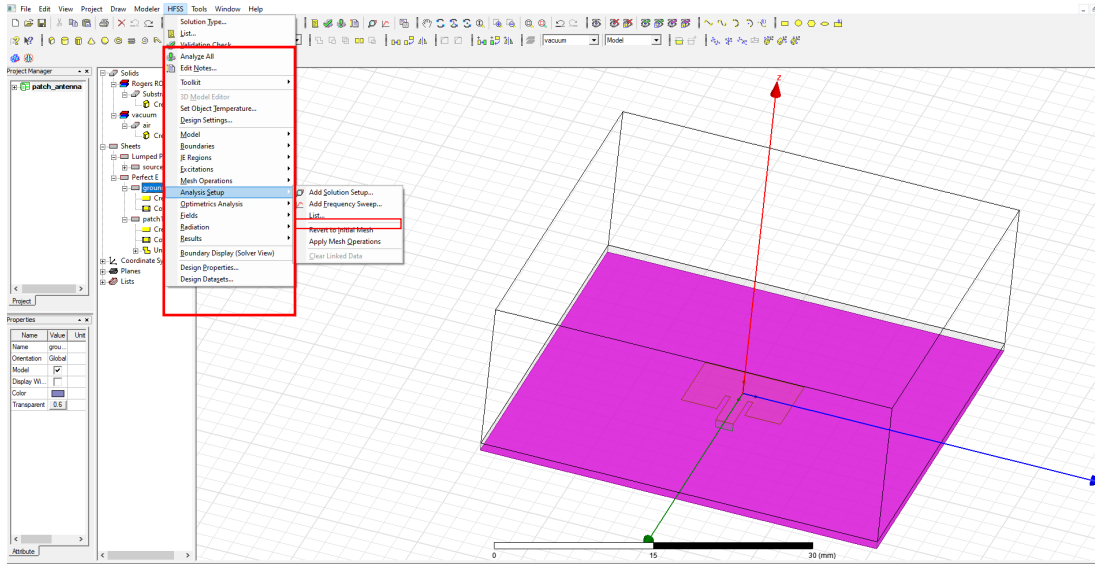 File Edit View Project Draw Modeler HFSS Tools Window Help
vacuum
Model
Project Manager
patch_antenna
Project
Properties
Name Value Unit
Name grou...
Orientation Global
Model
Display Wi...
Color
Transparent 0.6
Attribute
Solids
Rogers RO
Substr
Cre
vacuum
air
Cre
Sheets
Lumped P
source
Perfect E
groun
Cre
Co
patch1
Cre
Co
Un
Coordinate Sy
Planes
Lists
Solution Type...
List...
Validation Check...
Analyze All
Edit Notes...
Toolkit
3D Model Editor
Set Object Temperature...
Design Settings...
Model
Boundaries
IE Regions
Excitations
Mesh Operations
Analysis Setup
Optimetrics Analysis
Fields
Radiation
Results
Boundary Display (Solver View)
Design Properties...
Design Datasets...
Add Solution Setup...
Add Frequency Sweep...
List...
Revert to Initial Mesh
Apply Mesh Operations
Clear Linked Data
Z
0 15 30 (mm)